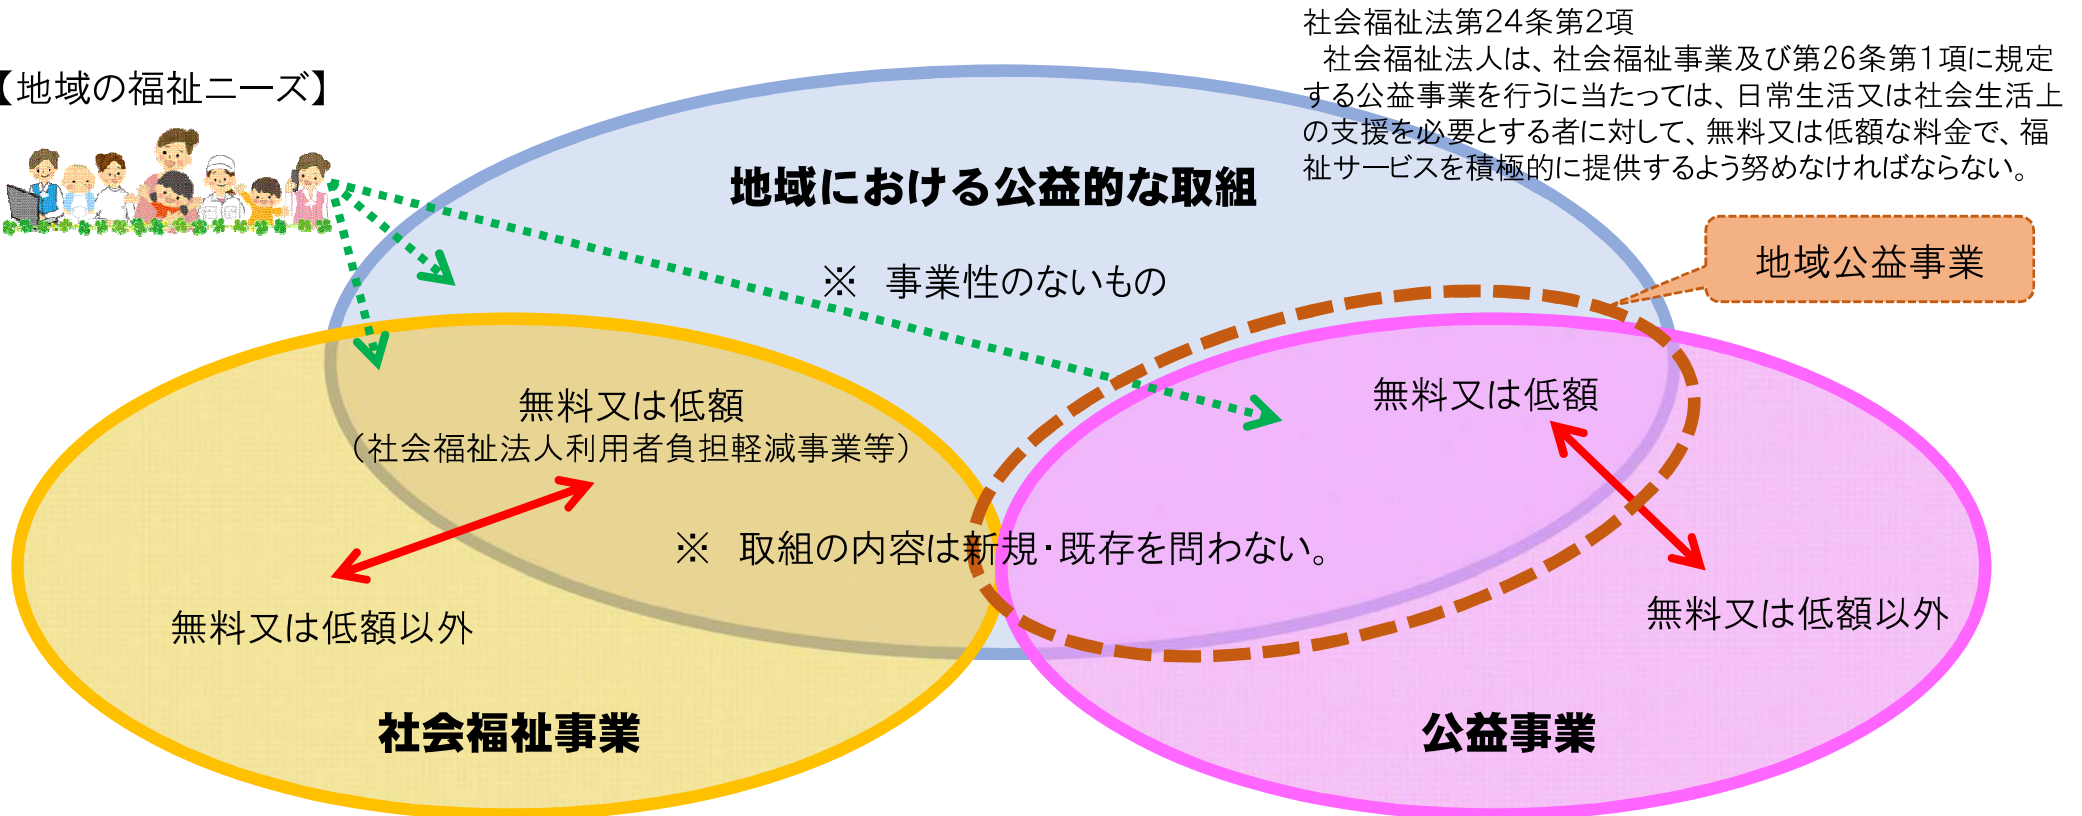 社会福祉法第24条第2項
社会福祉法人は、社会福祉事業及び第26条第1項に規定
する公益事業を行うに当たっては、日常生活又は社会生活上
の支援を必要とする者に対して、無料又は低額な料金で、福
祉サービスを積極的に提供するよう努めなければならない。
【地域の福祉ニーズ】
地域における公益的な取組
地域公益事業
※ 事業性のないもの
無料又は低額
無料又は低額
（社会福祉法人利用者負担軽減事業等）
※ 取組の内容は新規・既存を問わない。
無料又は低額以外
無料又は低額以外
社会福祉事業
公益事業